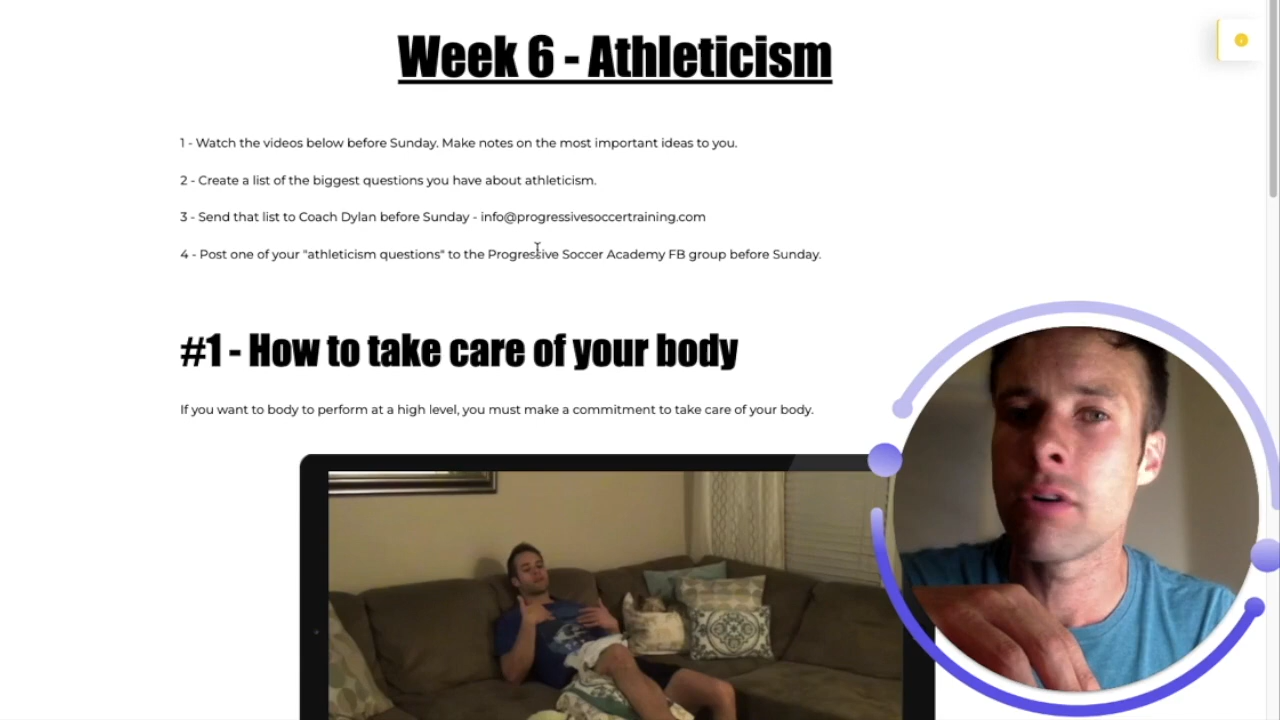 Week 6 - Athleticism
1 - Watch the videos below before Sunday. Make notes on the most important ideas to you.
2 - Create a list of the biggest questions you have about athleticism.
3 - Send that list to Coach Dylan before Sunday - info@progressivesoccertraining.com
4 - Post one of your "athleticism questions" to the Progressive Soccer Academy FB group before Sunday.
#1 - How to take care of your body
If you want to body to perform at a high level, you must make a commitment to take care of your body.